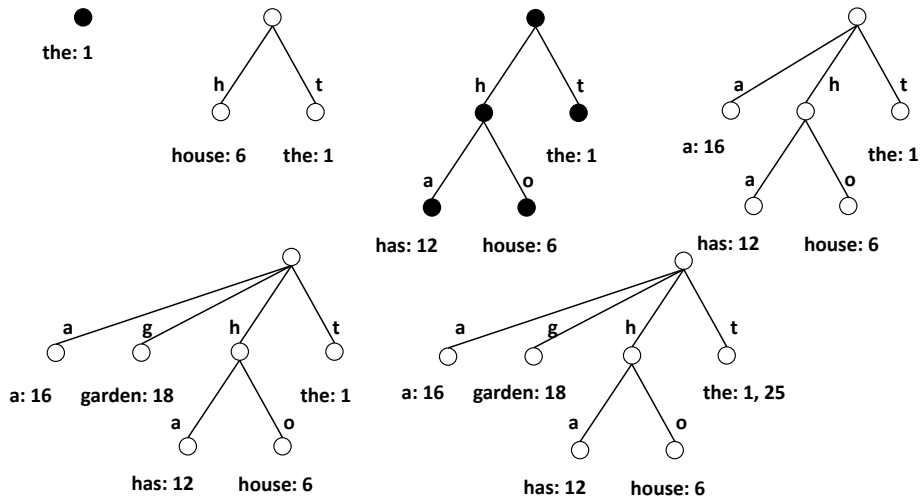 the: 1
h t
house: 6 the: 1
h t
the: 1
a o
has: 12 house: 6
a h t
a: 16
the: 1
a o
has: 12 house: 6
a g h t
a: 16 garden: 18 the: 1
a o
has: 12 house: 6
a g h t
a: 16 garden: 18 the: 1, 25
a o
has: 12 house: 6